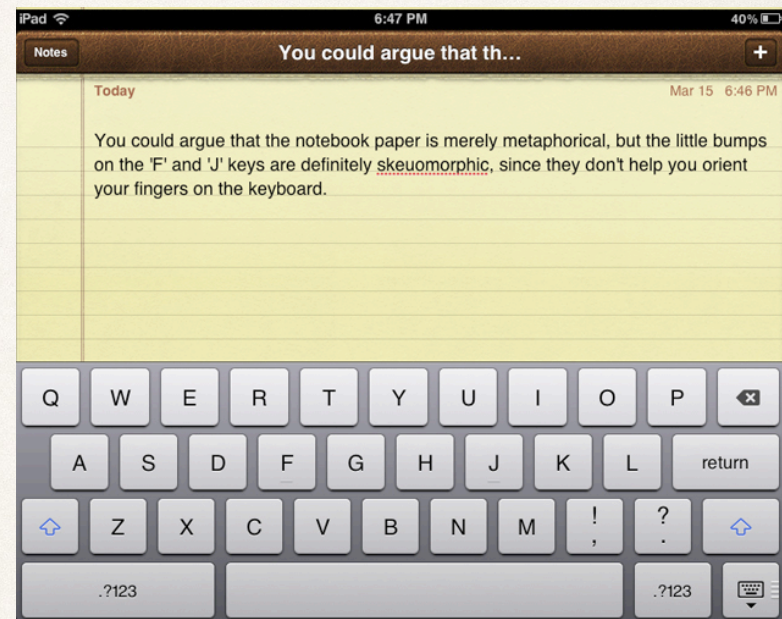 iPad 6:47 PM 40%
Notes You could argue that th... +
Today Mar 15 6:46 PM
You could argue that the notebook paper is merely metaphorical, but the little bumps
on the 'F' and 'J' keys are definitely skeuomorphic, since they don't help you orient
your fingers on the keyboard.
Q W E R T Y U I O P
A S D F G H J K L return
Z X C V B N M ! , ? .
.?123 .?123